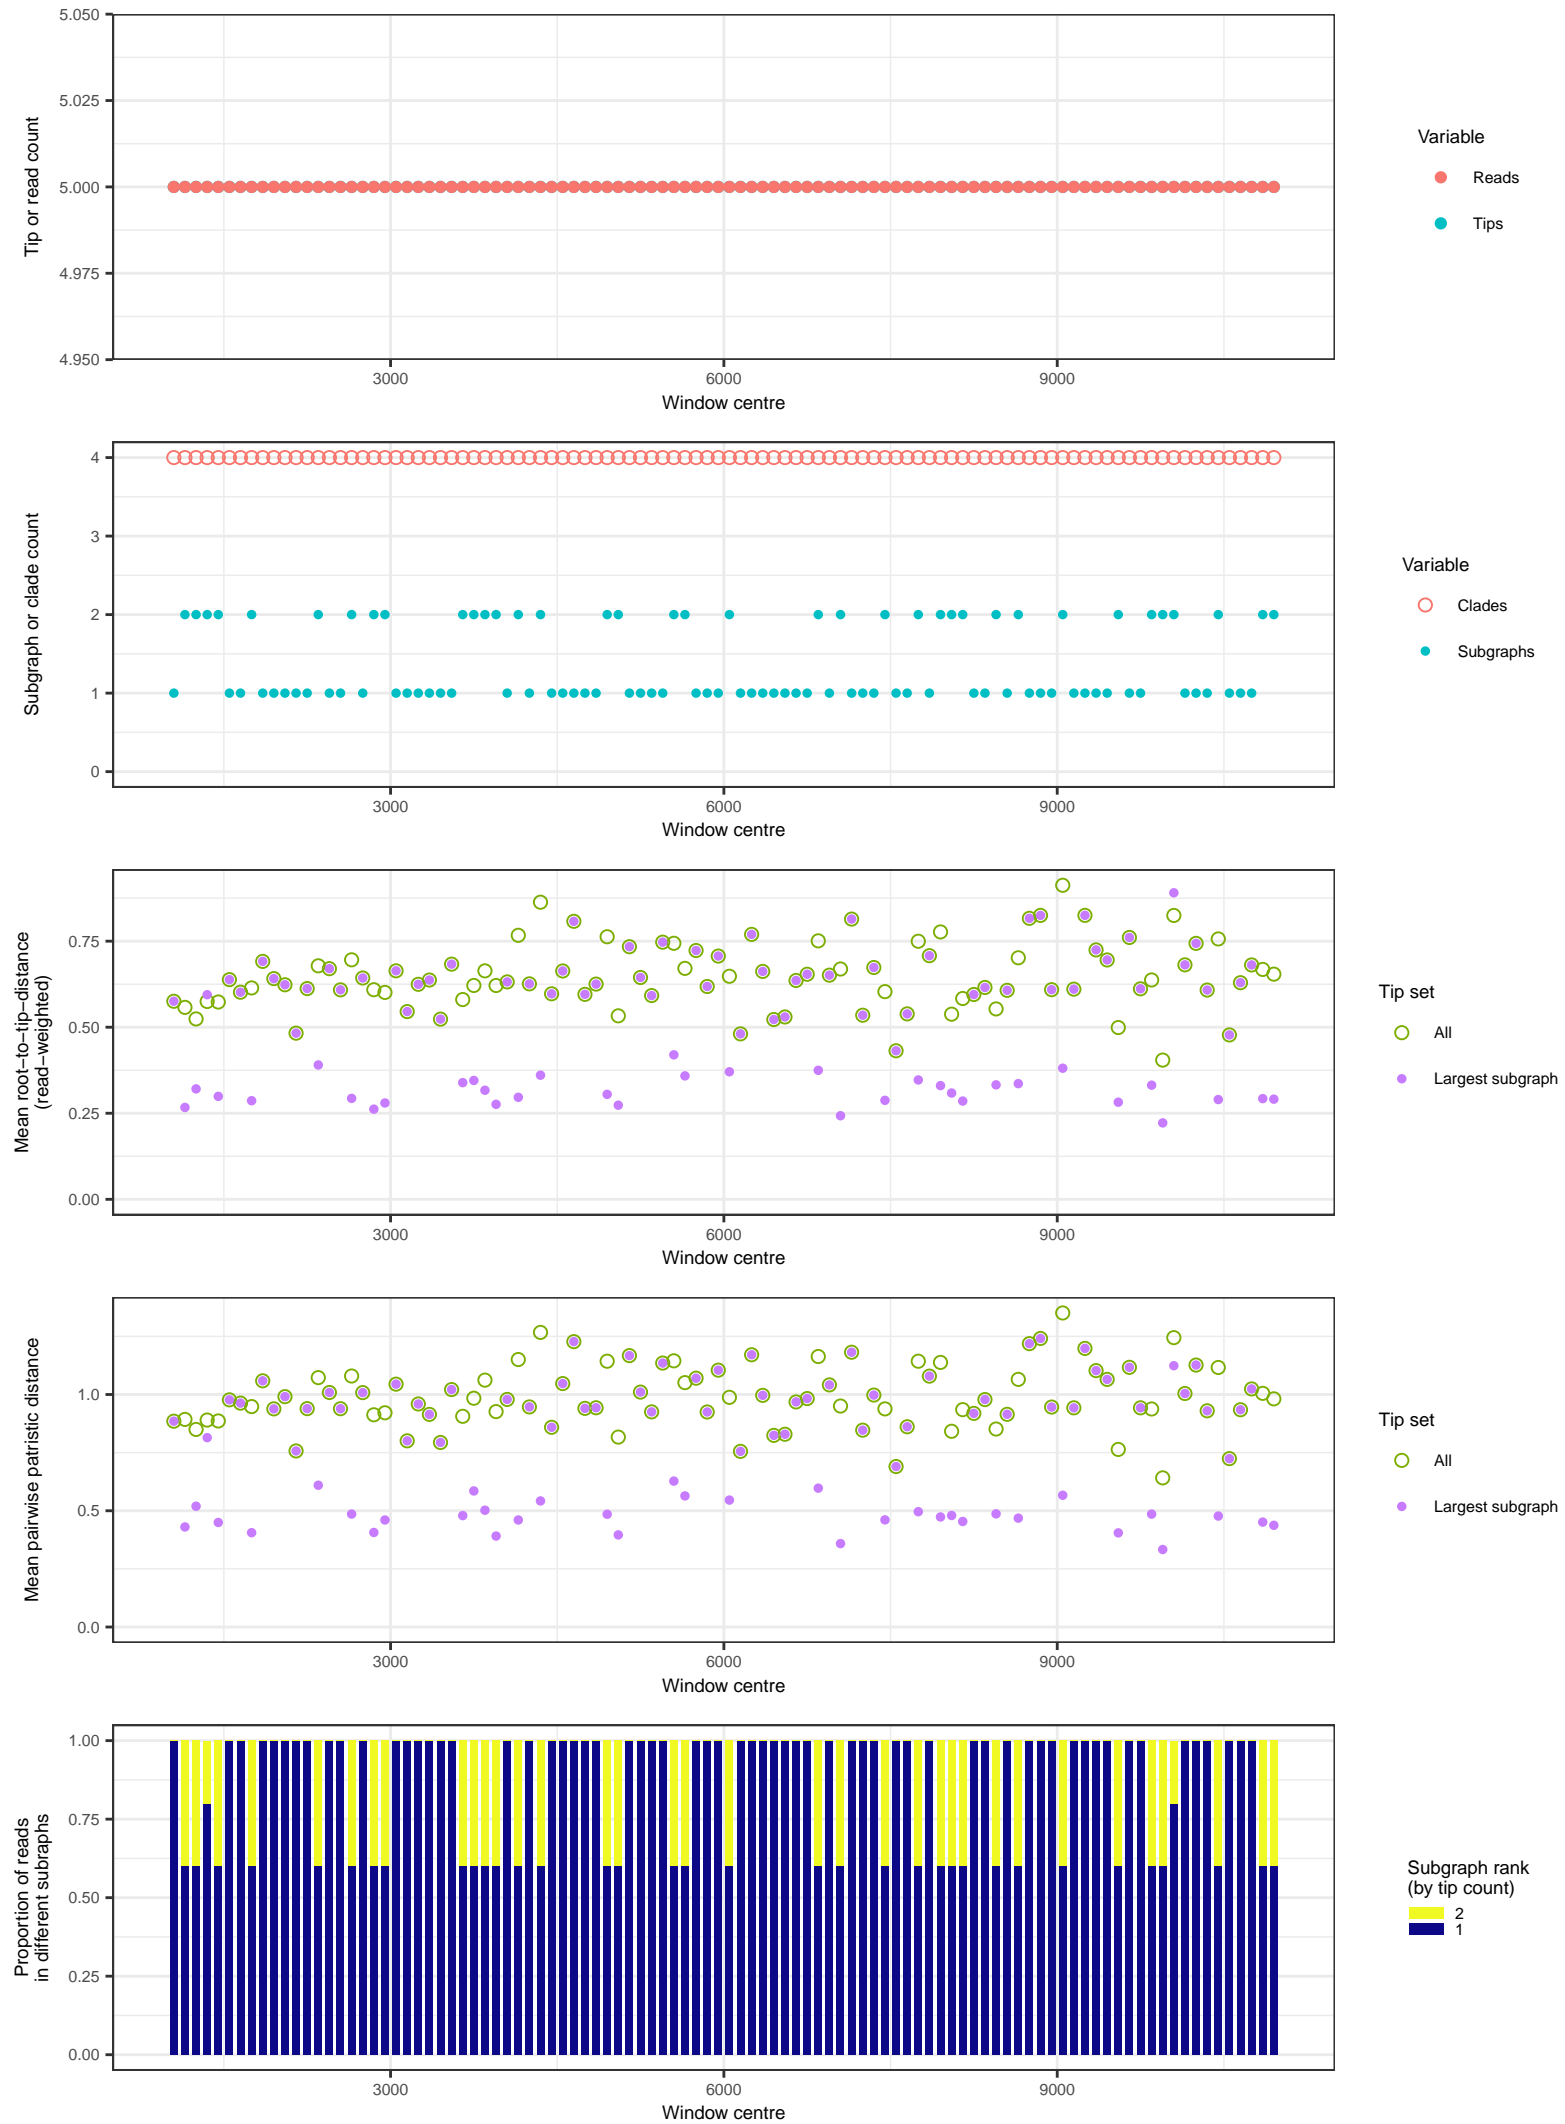 5.050
5.025
5.000
4.975
4.950
Tip or read count
3000
6000
9000
Window centre
Variable
Reads
Tips
4
3
2
1
0
Subgraph or clade count
3000
6000
9000
Window centre
Variable
Clades
Subgraphs
0.75
0.50
0.25
0.00
Mean root−to−tip−distance
(read−weighted)
3000
6000
9000
Window centre
Tip set
All
Largest subgraph
1.0
0.5
0.0
Mean pairwise patristic distance
3000
6000
9000
Window centre
Tip set
All
Largest subgraph
1.00
0.75
0.50
0.25
0.00
Proportion of reads
in different subraphs
3000
6000
9000
Window centre
Subgraph rank
(by tip count)
2
1